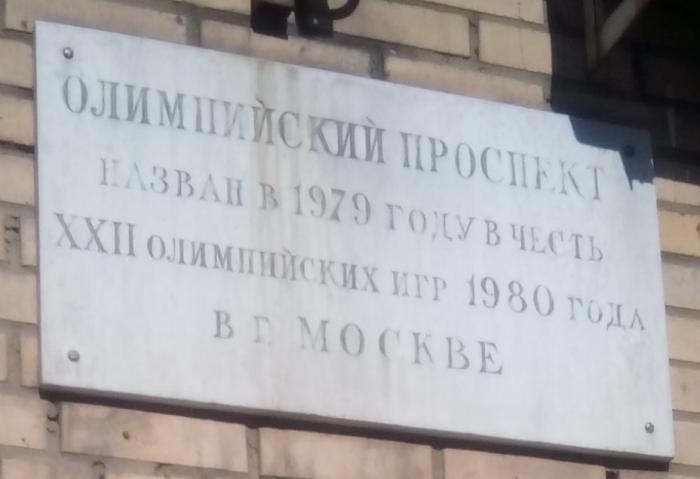 ОЛИМПИЙСКИЙ ПРОСПЕКТ
НАЗВАН В 1979 ГОДУ В ЧЕСТЬ
XXII ОЛИМПИЙСКИХ ИГР 1980 ГОДА
В Г. МОСКВЕ